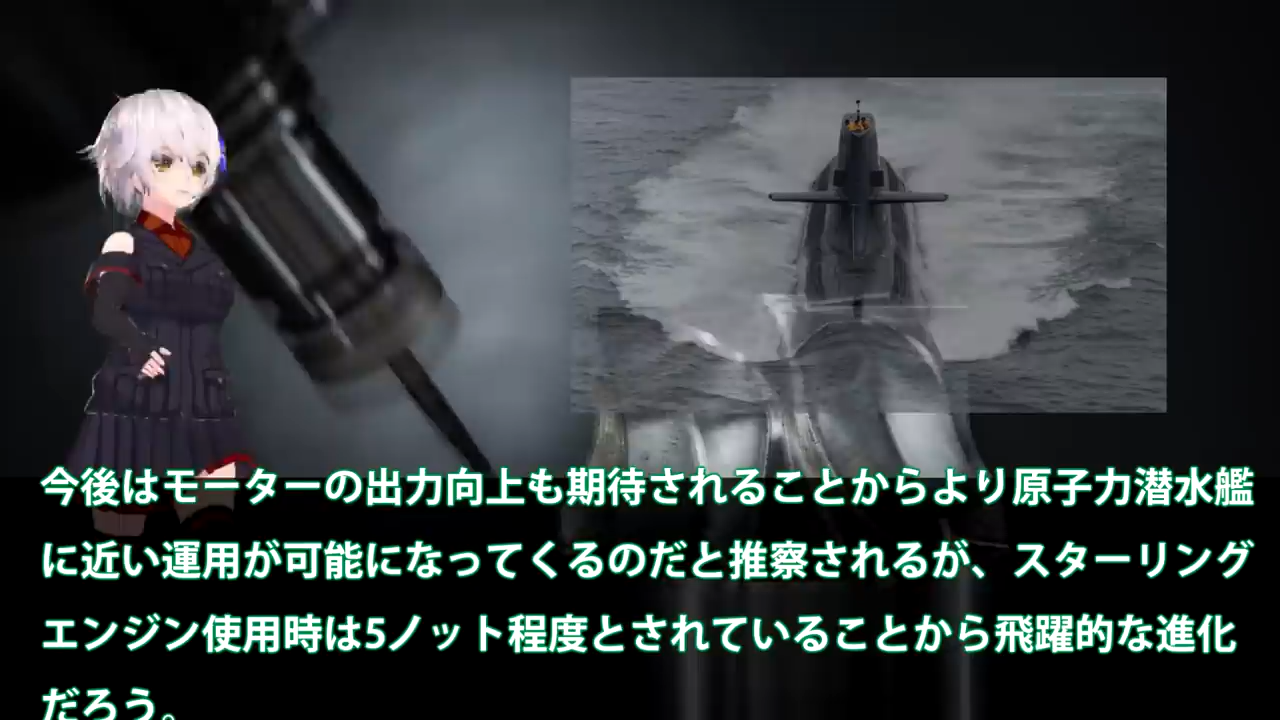 今後はモーターの出力向上も期待されることからより原子力潜水艦
に近い運用が可能になってくるのだと推察されるが、スターリング
エンジン使用時は5ノット程度とされていることから飛躍的な進化
だろう。